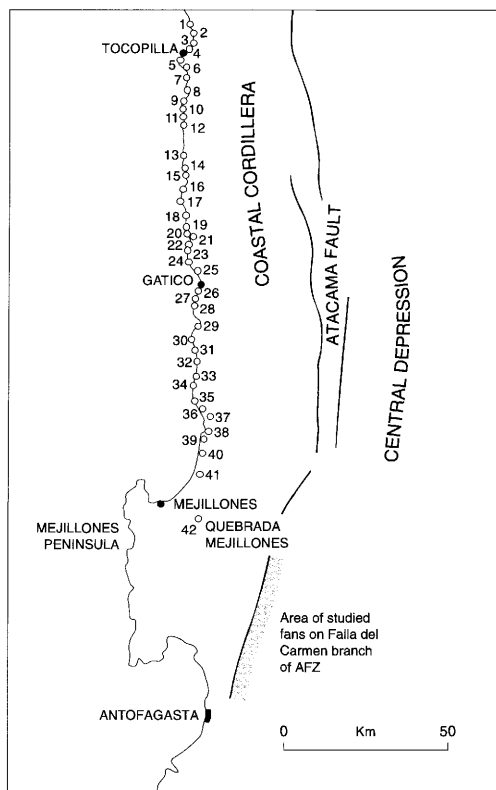 1
2
3
TOCOPILLA
4
5
6
7
8
9
10
11
12
13
14
15
16
17
18
19
20
21
22
23
24
25
GATICO
26
27
28
29
30
31
32
33
34
35
36
37
38
39
40
41
COASTAL CORDILLERA
ATACAMA FAULT
CENTRAL DEPRESSION
MEJILLONES
MEJILLONES
PENINSULA
42
QUEBRADA
MEJILLONES
Area of studied
fans on Falla del
Carmen branch
of AFZ
ANTOFAGASTA
Km
0
50